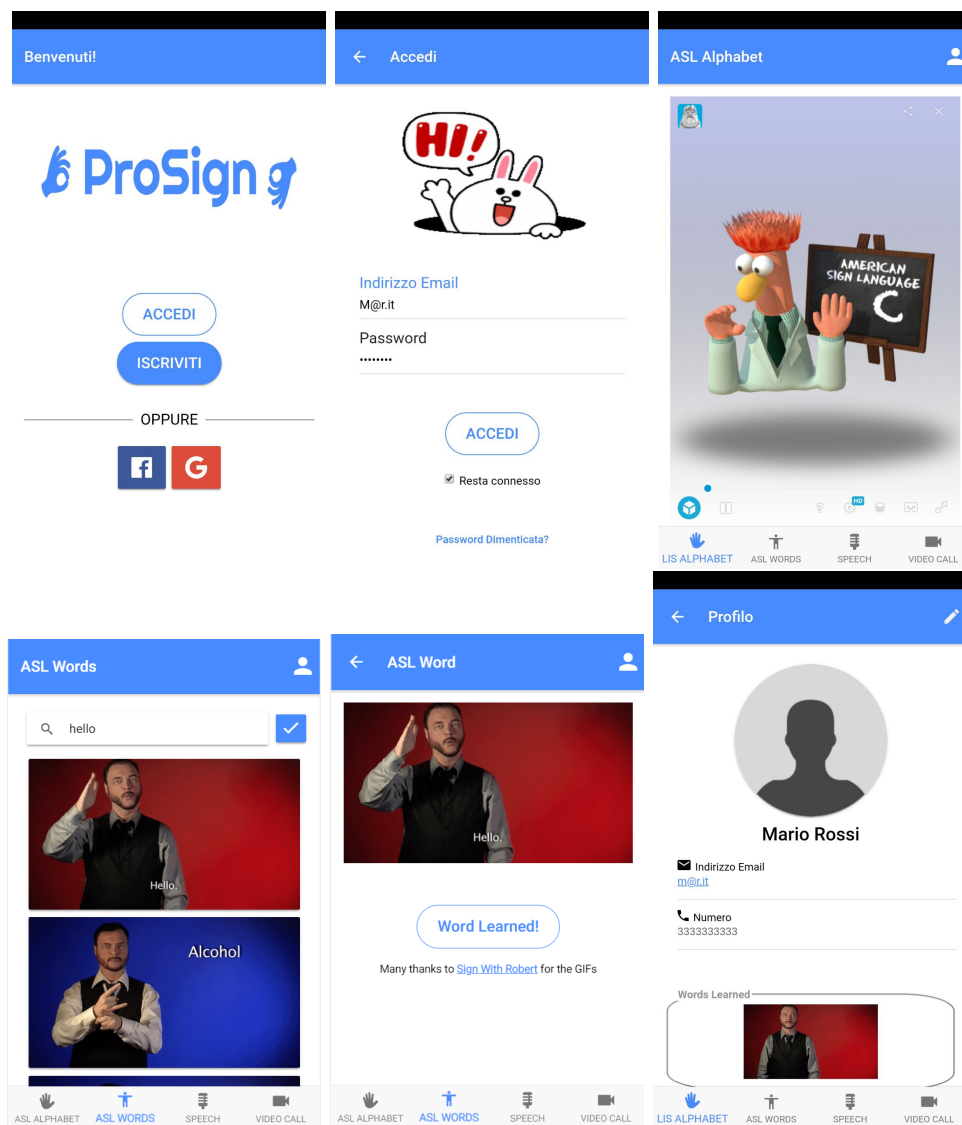 Benvenuti!
ProSign
ACCEDI
ISCRIVITI
OPPURE
f
G
Accedi
HI!
Indirizzo Email
M@r.it
Password
••••••••
ACCEDI
Resta connesso
Password Dimenticata?
ASL Alphabet
AMERICAN
SIGN LANGUAGE
C
HD
LIS ALPHABET ASL WORDS SPEECH VIDEO CALL
ASL Words
hello
Hello.
Alcohol
ASL ALPHABET ASL WORDS SPEECH VIDEO CALL
ASL Word
Hello.
Word Learned!
Many thanks to Sign With Robert for the GIFs
ASL ALPHABET ASL WORDS SPEECH VIDEO CALL
Profilo
Mario Rossi
Indirizzo Email
m@r.it
Numero
3333333333
Words Learned
LIS ALPHABET ASL WORDS SPEECH VIDEO CALL